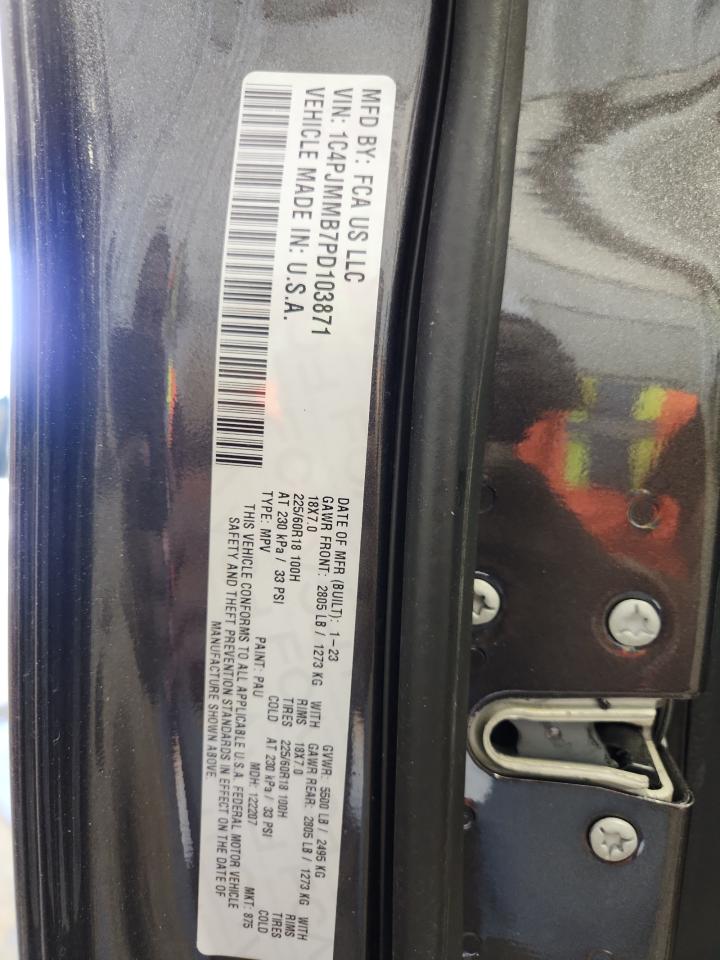 MFD BY: FCA US LLC
VIN: 1C4PJMMB7PD103871
VEHICLE MADE IN: U.S.A.
DATE OF MFR (BUILT): 1-23 GVWR: 5500 LB / 2495 KG
GAWR FRONT: 2805 LB / 1273 KG WITH GAWR REAR: 2805 LB / 1273 KG WITH
18X7.0 RIMS 18X7.0 RIMS
225/60R18 100H TIRES 225/60R18 100H TIRES
AT 230 kPa / 33 PSI COLD AT 230 kPa / 33 PSI COLD
TYPE: MPV PAINT: PAU MDH: 122207 MKT: 875
THIS VEHICLE CONFORMS TO ALL APPLICABLE U.S.A. FEDERAL MOTOR VEHICLE
SAFETY AND THEFT PREVENTION STANDARDS IN EFFECT ON THE DATE OF
MANUFACTURE SHOWN ABOVE.